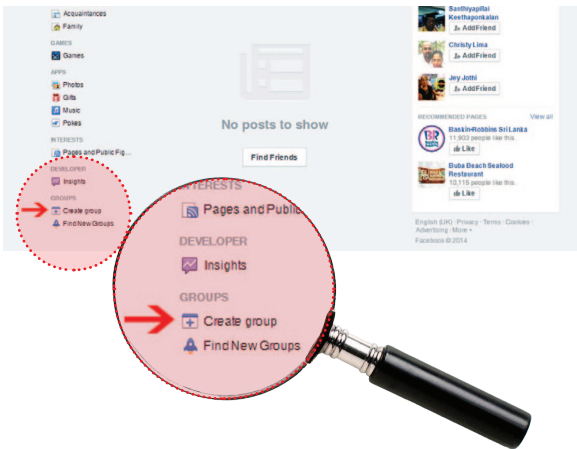 Acquaintances
Family
GAMES
Games
APPS
Photos
Gifts
Music
Pokes
INTERESTS
Pages and Public Fig...
DEVELOPER
Insights
GROUPS
Create group
Find New Groups
No posts to show
Find Friends
Santhyapillai
Keethaponkalan
Add Friend
Christy Lima
Add Friend
Jey Jothi
Add Friend
RECOMMENDED PAGES View all
Baskin-Robbins Sri Lanka
11,903 people like this.
Like
Buba Beach Seafood
Restaurant
10,115 people like this.
Like
English (UK) · Privacy · Terms · Cookies ·
Advertising · More
Facebook © 2014
INTERESTS
Pages and Public
DEVELOPER
Insights
GROUPS
Create group
Find New Groups